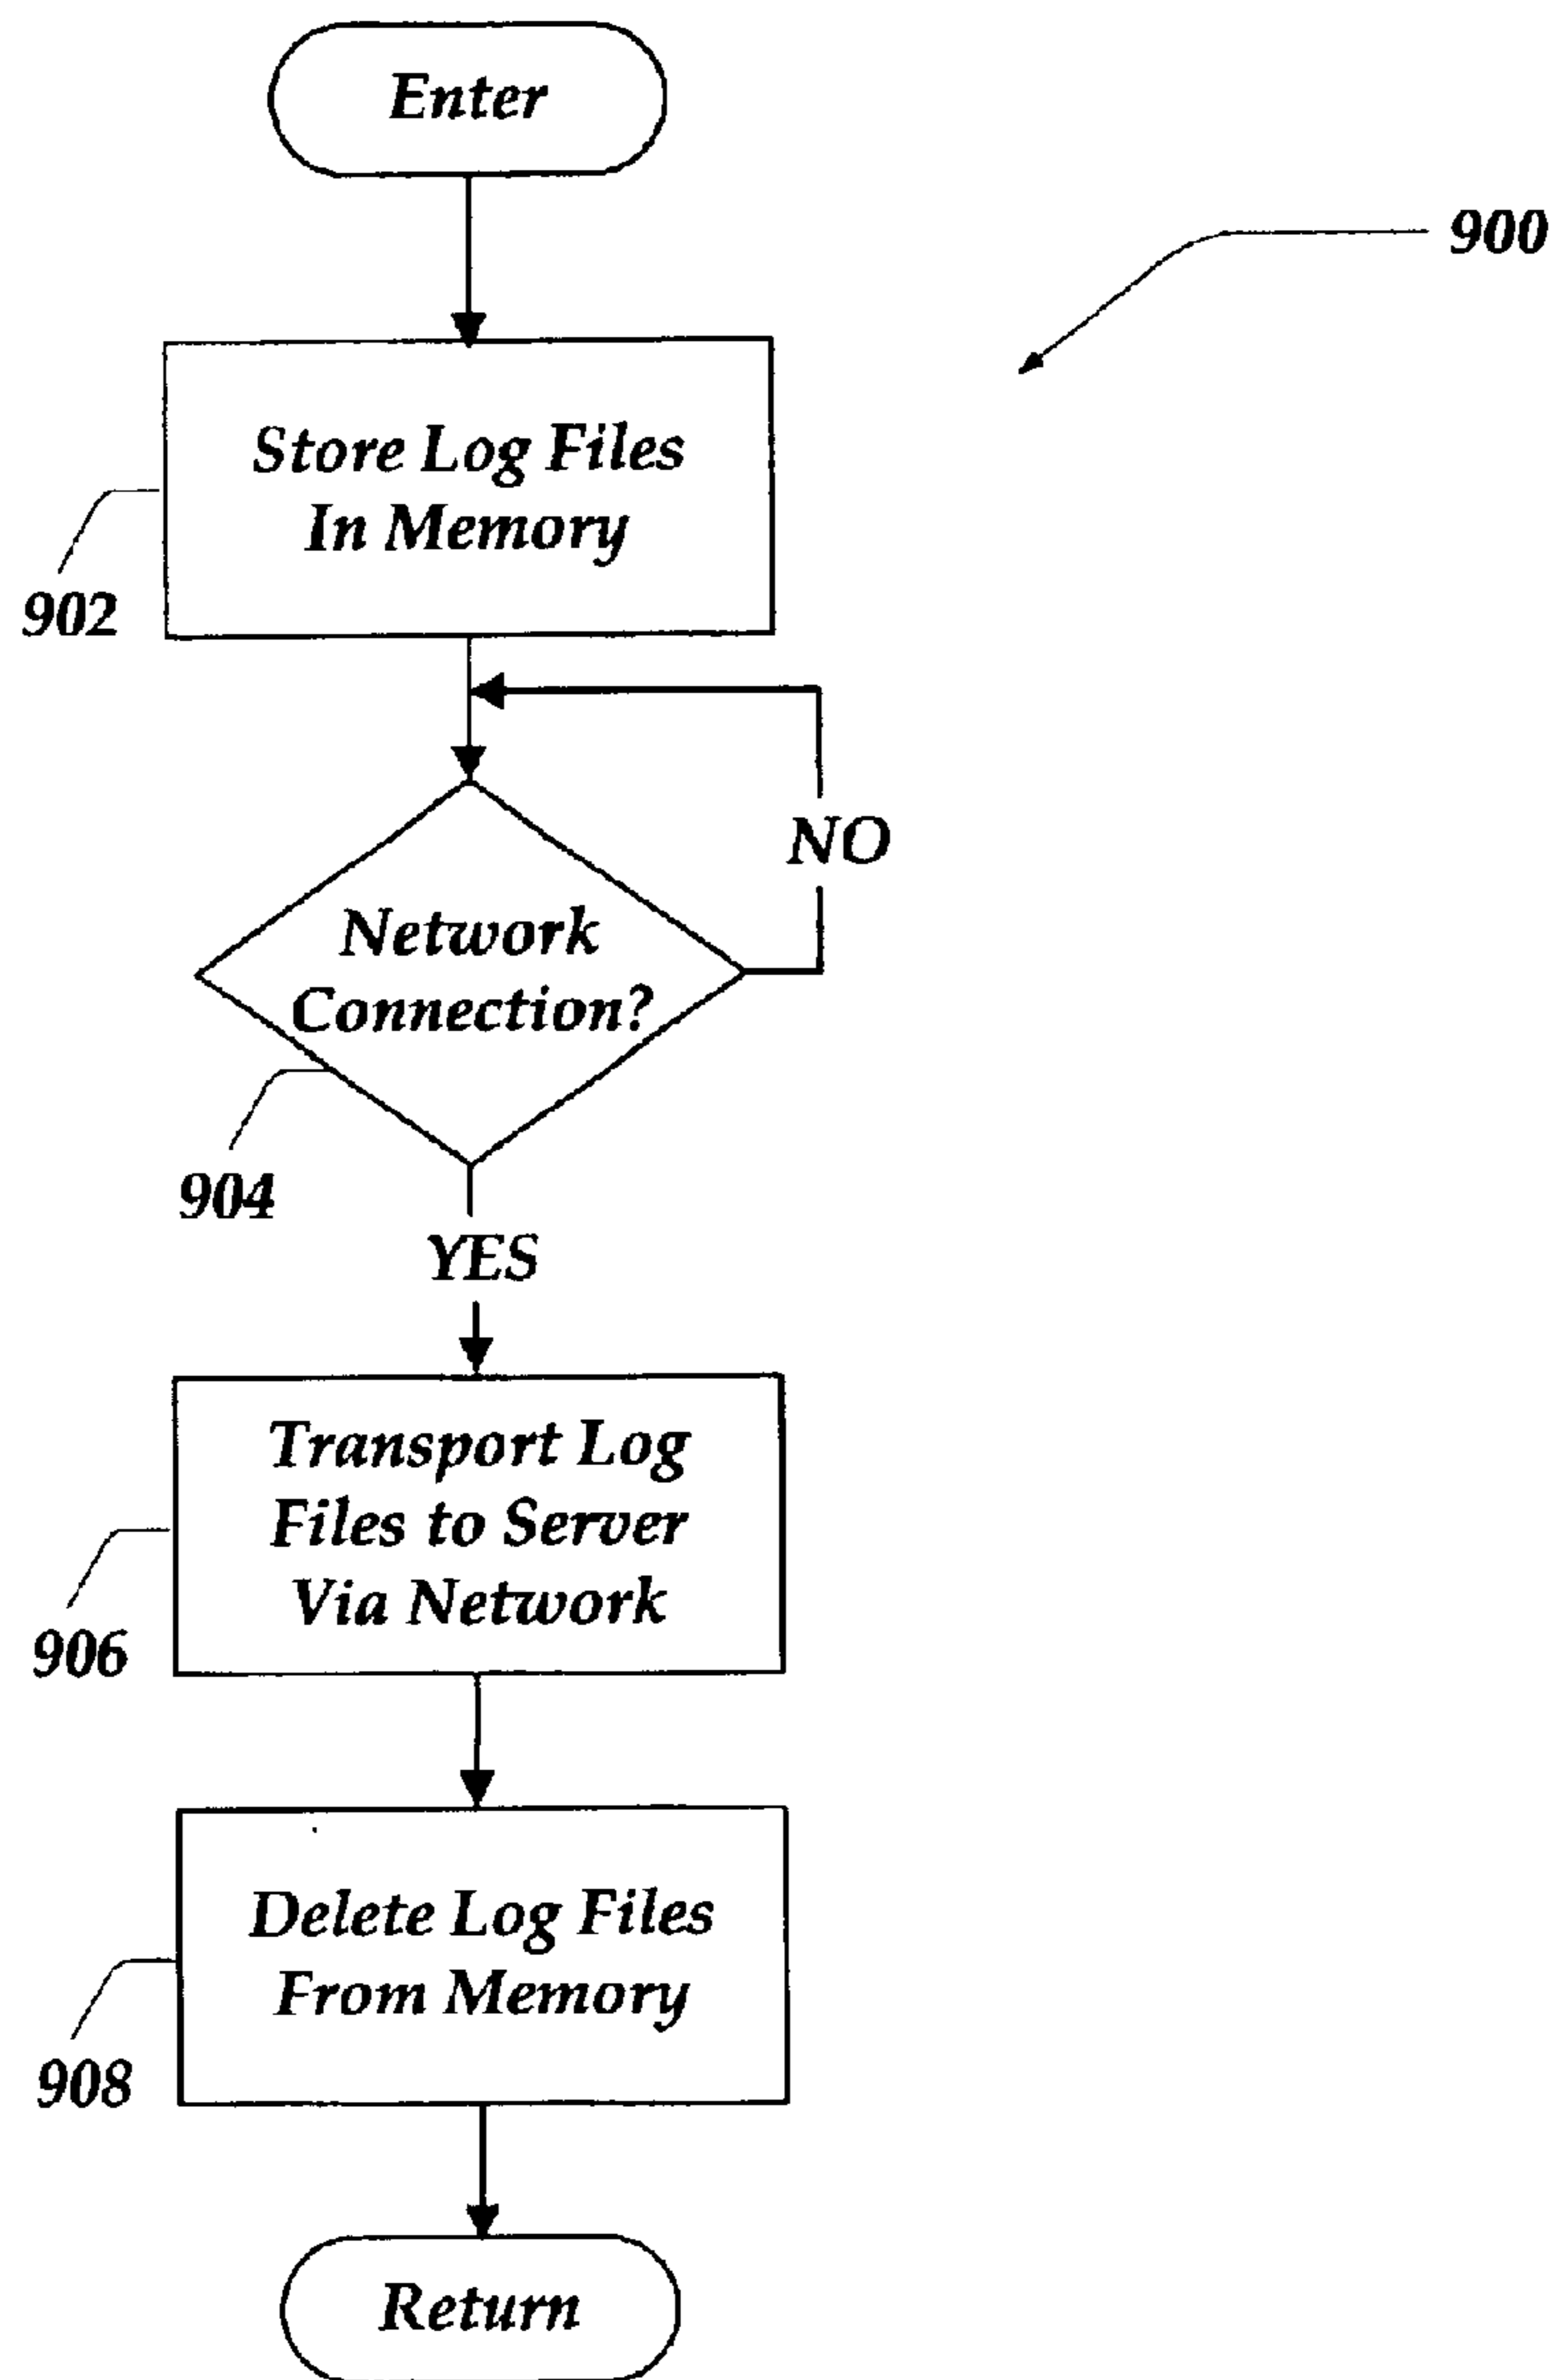 Enter
900
Store Log Files
In Memory
902
NO
Network
Connection?
904
YES
Transport Log
Files to Server
Via Network
906
Delete Log Files
From Memory
908
Return